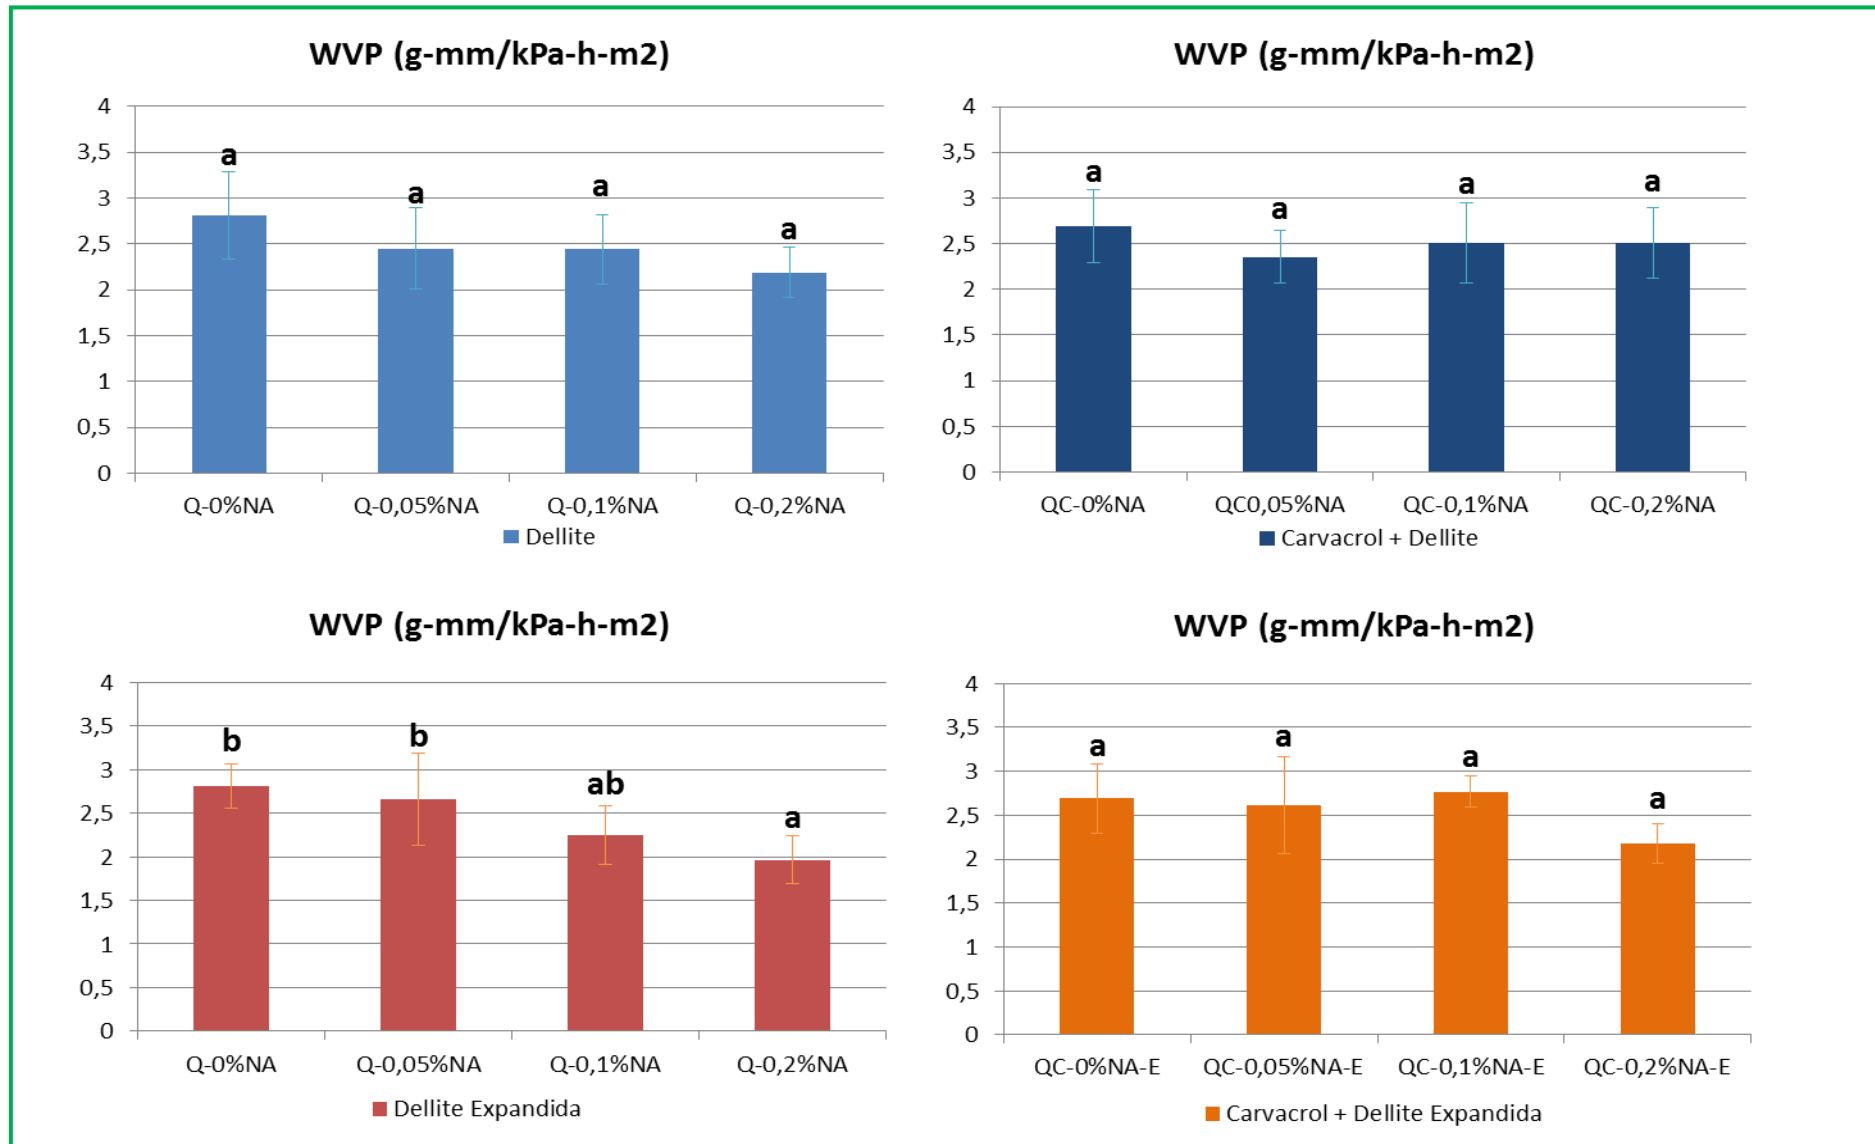 WVP (g-mm/kPa-h-m2)
4
3,5
3
2,5
2
1,5
1
0,5
0
a
a
a
a
Q-0%NA
Q-0,05%NA
Q-0,1%NA
Q-0,2%NA
Dellite
WVP (g-mm/kPa-h-m2)
4
3,5
3
2,5
2
1,5
1
0,5
0
a
a
a
a
QC-0%NA
QC0,05%NA
QC-0,1%NA
QC-0,2%NA
Carvacrol + Dellite
WVP (g-mm/kPa-h-m2)
4
3,5
3
2,5
2
1,5
1
0,5
0
b
b
ab
a
Q-0%NA
Q-0,05%NA
Q-0,1%NA
Q-0,2%NA
Dellite Expandida
WVP (g-mm/kPa-h-m2)
4
3,5
3
2,5
2
1,5
1
0,5
0
a
a
a
a
QC-0%NA-E
QC-0,05%NA-E
QC-0,1%NA-E
QC-0,2%NA-E
Carvacrol + Dellite Expandida